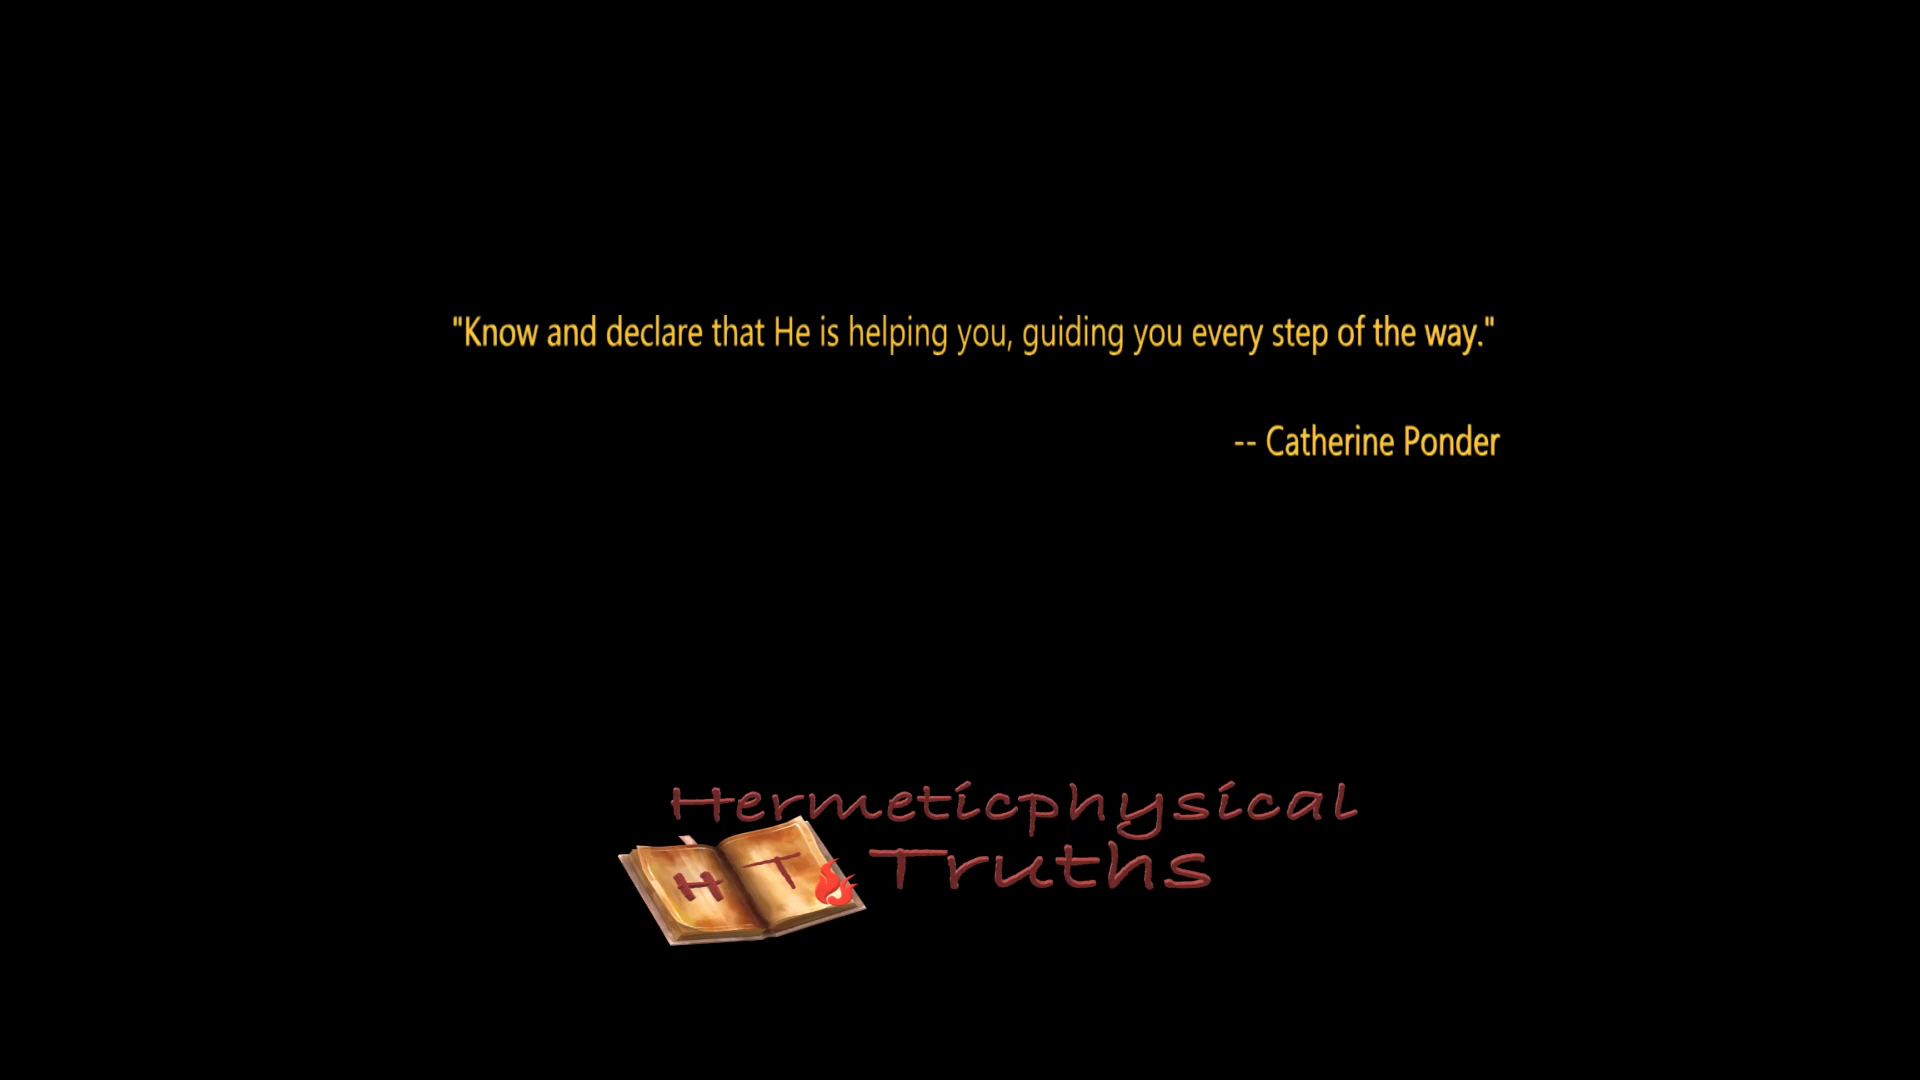 "Know and declare that He is helping you, guiding you every step of the way."
-- Catherine Ponder
Hermeticphysical
Truths
H T